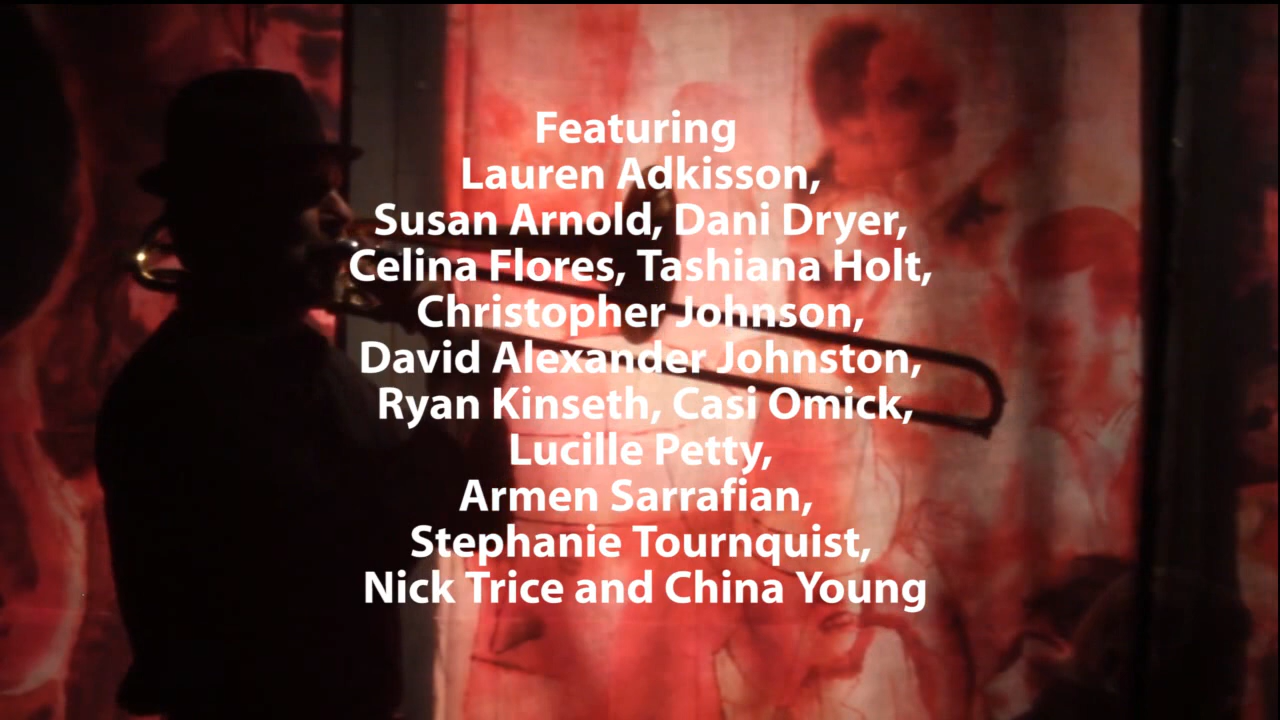 Featuring
Lauren Adkisson,
Susan Arnold, Dani Dryer,
Celina Flores, Tashiana Holt,
Christopher Johnson,
David Alexander Johnston,
Ryan Kinseth, Casi Omick,
Lucille Petty,
Armen Sarrafian,
Stephanie Tournquist,
Nick Trice and China Young